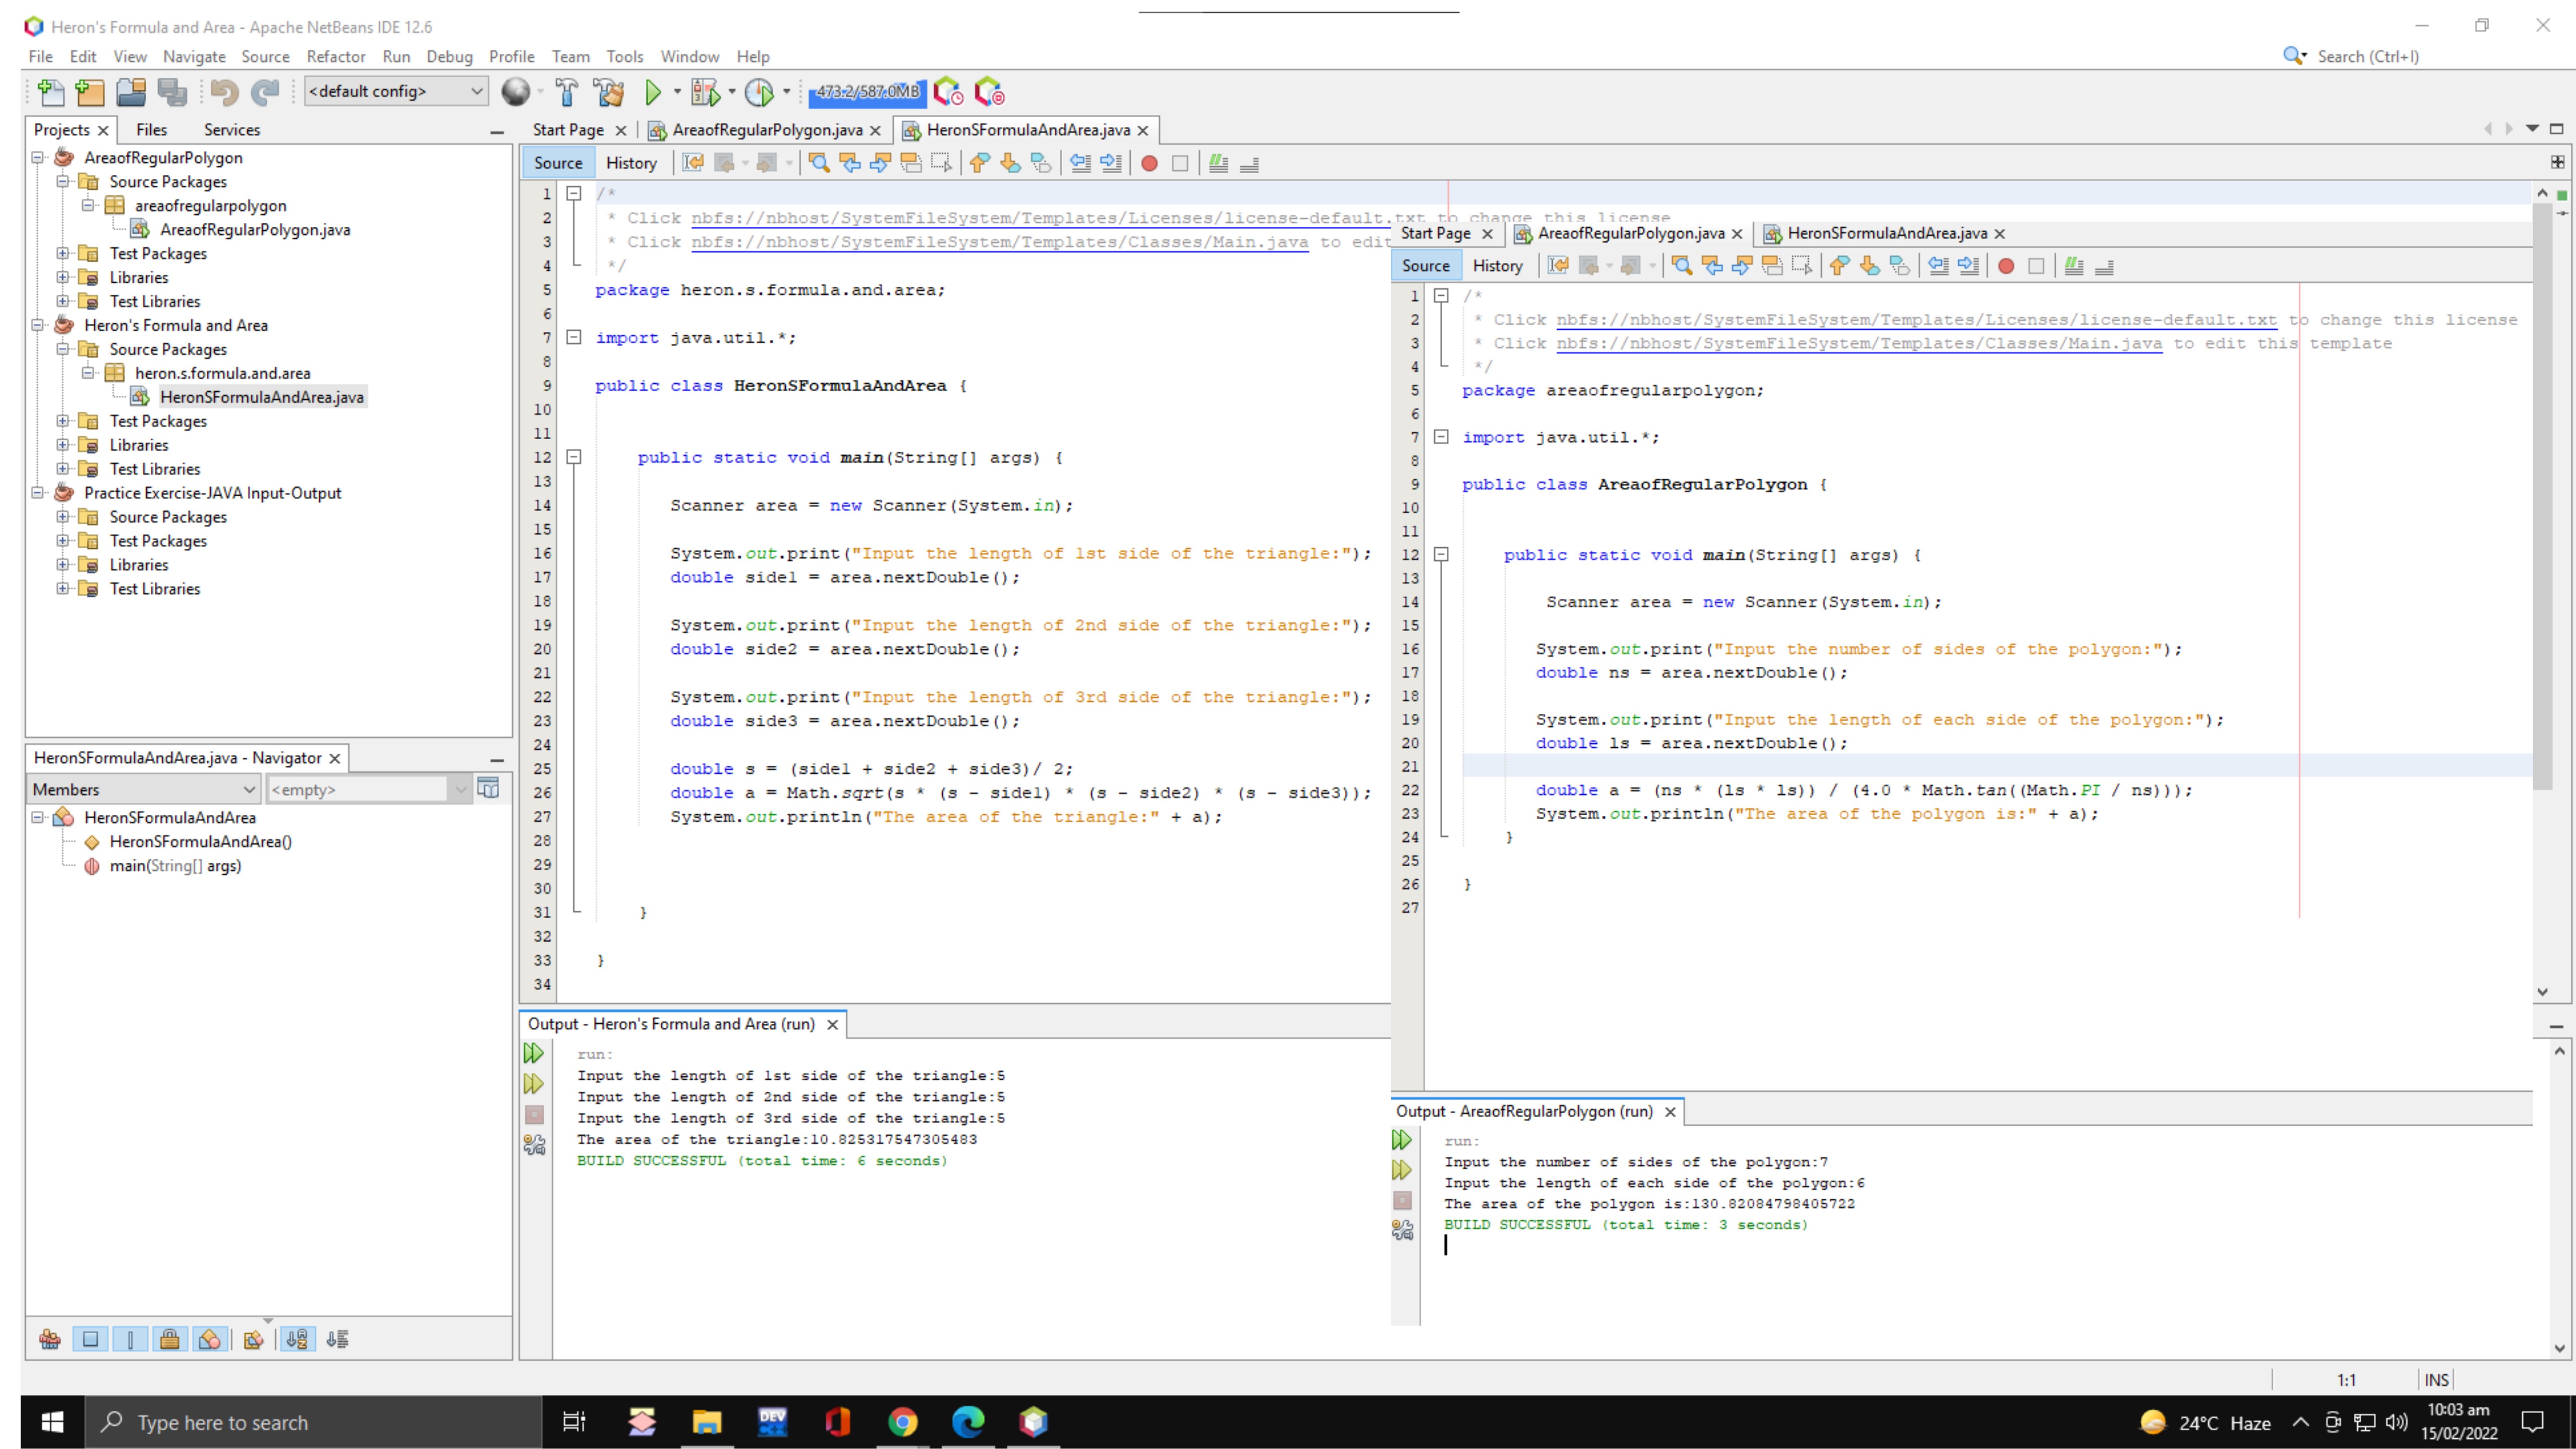 Heron's Formula and Area - Apache NetBeans IDE 12.6
File Edit View Navigate Source Refactor Run Debug Profile Team Tools Window Help
Search (Ctrl+I)
<default config>
473.2/587.0MB
Projects Files Services
AreaofRegularPolygon
Source Packages
areaofregularpolygon
AreaofRegularPolygon.java
Test Packages
Libraries
Test Libraries
Heron's Formula and Area
Source Packages
heron.s.formula.and.area
HeronSFormulaAndArea.java
Test Packages
Libraries
Test Libraries
Practice Exercise-JAVA Input-Output
Source Packages
Test Packages
Libraries
Test Libraries
HeronSFormulaAndArea.java - Navigator
Members <empty>
HeronSFormulaAndArea
HeronSFormulaAndArea()
main(String[] args)
Start Page AreaofRegularPolygon.java HeronSFormulaAndArea.java
Source History
1 /*
2 * Click nbfs://nbhost/SystemFileSystem/Templates/Licenses/license-default.txt to change this license
3 * Click nbfs://nbhost/SystemFileSystem/Templates/Classes/Main.java to edit
4 */
5 package heron.s.formula.and.area;
6
7 import java.util.*;
8
9 public class HeronSFormulaAndArea {
10
11
12 public static void main(String[] args) {
13
14 Scanner area = new Scanner(System.in);
15
16 System.out.print("Input the length of 1st side of the triangle:");
17 double side1 = area.nextDouble();
18
19 System.out.print("Input the length of 2nd side of the triangle:");
20 double side2 = area.nextDouble();
21
22 System.out.print("Input the length of 3rd side of the triangle:");
23 double side3 = area.nextDouble();
24
25 double s = (side1 + side2 + side3)/ 2;
26 double a = Math.sqrt(s * (s - side1) * (s - side2) * (s - side3));
27 System.out.println("The area of the triangle:" + a);
28
29
30
31 }
32
33 }
34
Output - Heron's Formula and Area (run)
run:
Input the length of 1st side of the triangle:5
Input the length of 2nd side of the triangle:5
Input the length of 3rd side of the triangle:5
The area of the triangle:10.825317547305483
BUILD SUCCESSFUL (total time: 6 seconds)
Start Page AreaofRegularPolygon.java HeronSFormulaAndArea.java
Source History
1 /*
2 * Click nbfs://nbhost/SystemFileSystem/Templates/Licenses/license-default.txt to change this license
3 * Click nbfs://nbhost/SystemFileSystem/Templates/Classes/Main.java to edit this template
4 */
5 package areaofregularpolygon;
6
7 import java.util.*;
8
9 public class AreaofRegularPolygon {
10
11
12 public static void main(String[] args) {
13
14 Scanner area = new Scanner(System.in);
15
16 System.out.print("Input the number of sides of the polygon:");
17 double ns = area.nextDouble();
18
19 System.out.print("Input the length of each side of the polygon:");
20 double ls = area.nextDouble();
21
22 double a = (ns * (ls * ls)) / (4.0 * Math.tan((Math.PI / ns)));
23 System.out.println("The area of the polygon is:" + a);
24 }
25
26 }
27
Output - AreaofRegularPolygon (run)
run:
Input the number of sides of the polygon:7
Input the length of each side of the polygon:6
The area of the polygon is:130.82084798405722
BUILD SUCCESSFUL (total time: 3 seconds)
1:1 INS
Type here to search
DEV
24°C Haze
10:03 am
15/02/2022